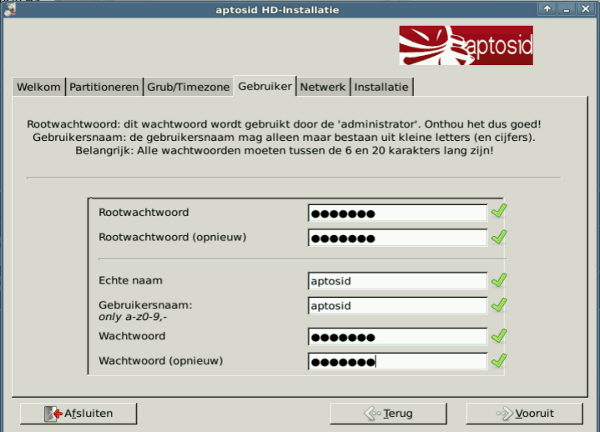 aptosid HD-Installatie
aptosid
Welkom Partitioneren Grub/Timezone Gebruiker Netwerk Installatie
Rootwachtwoord: dit wachtwoord wordt gebruikt door de 'administrator'. Onthou het dus goed!
Gebruikersnaam: de gebruikersnaam mag alleen maar bestaan uit kleine letters (en cijfers).
Belangrijk: Alle wachtwoorden moeten tussen de 6 en 20 karakters lang zijn!
Rootwachtwoord ●●●●●●●
Rootwachtwoord (opnieuw) ●●●●●●●
Echte naam aptosid
Gebruikersnaam: aptosid
only a-z0-9,-
Wachtwoord ●●●●●●●
Wachtwoord (opnieuw) ●●●●●●●
Afsluiten Terug Vooruit